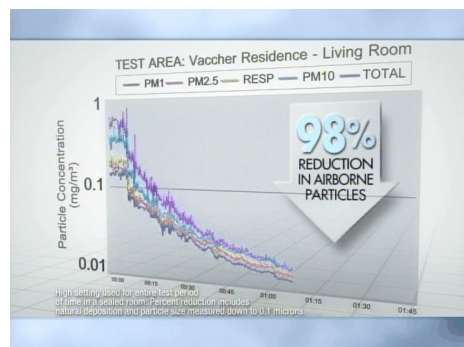 TEST AREA: Vaccher Residence - Living Room
PM1 PM2.5 RESP PM10 TOTAL
Particle Concentration
(mg/m³)
1
0.1
0.01
98%
REDUCTION
IN AIRBORNE
PARTICLES
00:00 00:15 00:30 00:45 01:00 01:15 01:30 01:45
High setting used for entire test period
of time in a sealed room. Percent reduction includes
natural deposition and particle size measured down to 0.1 microns.